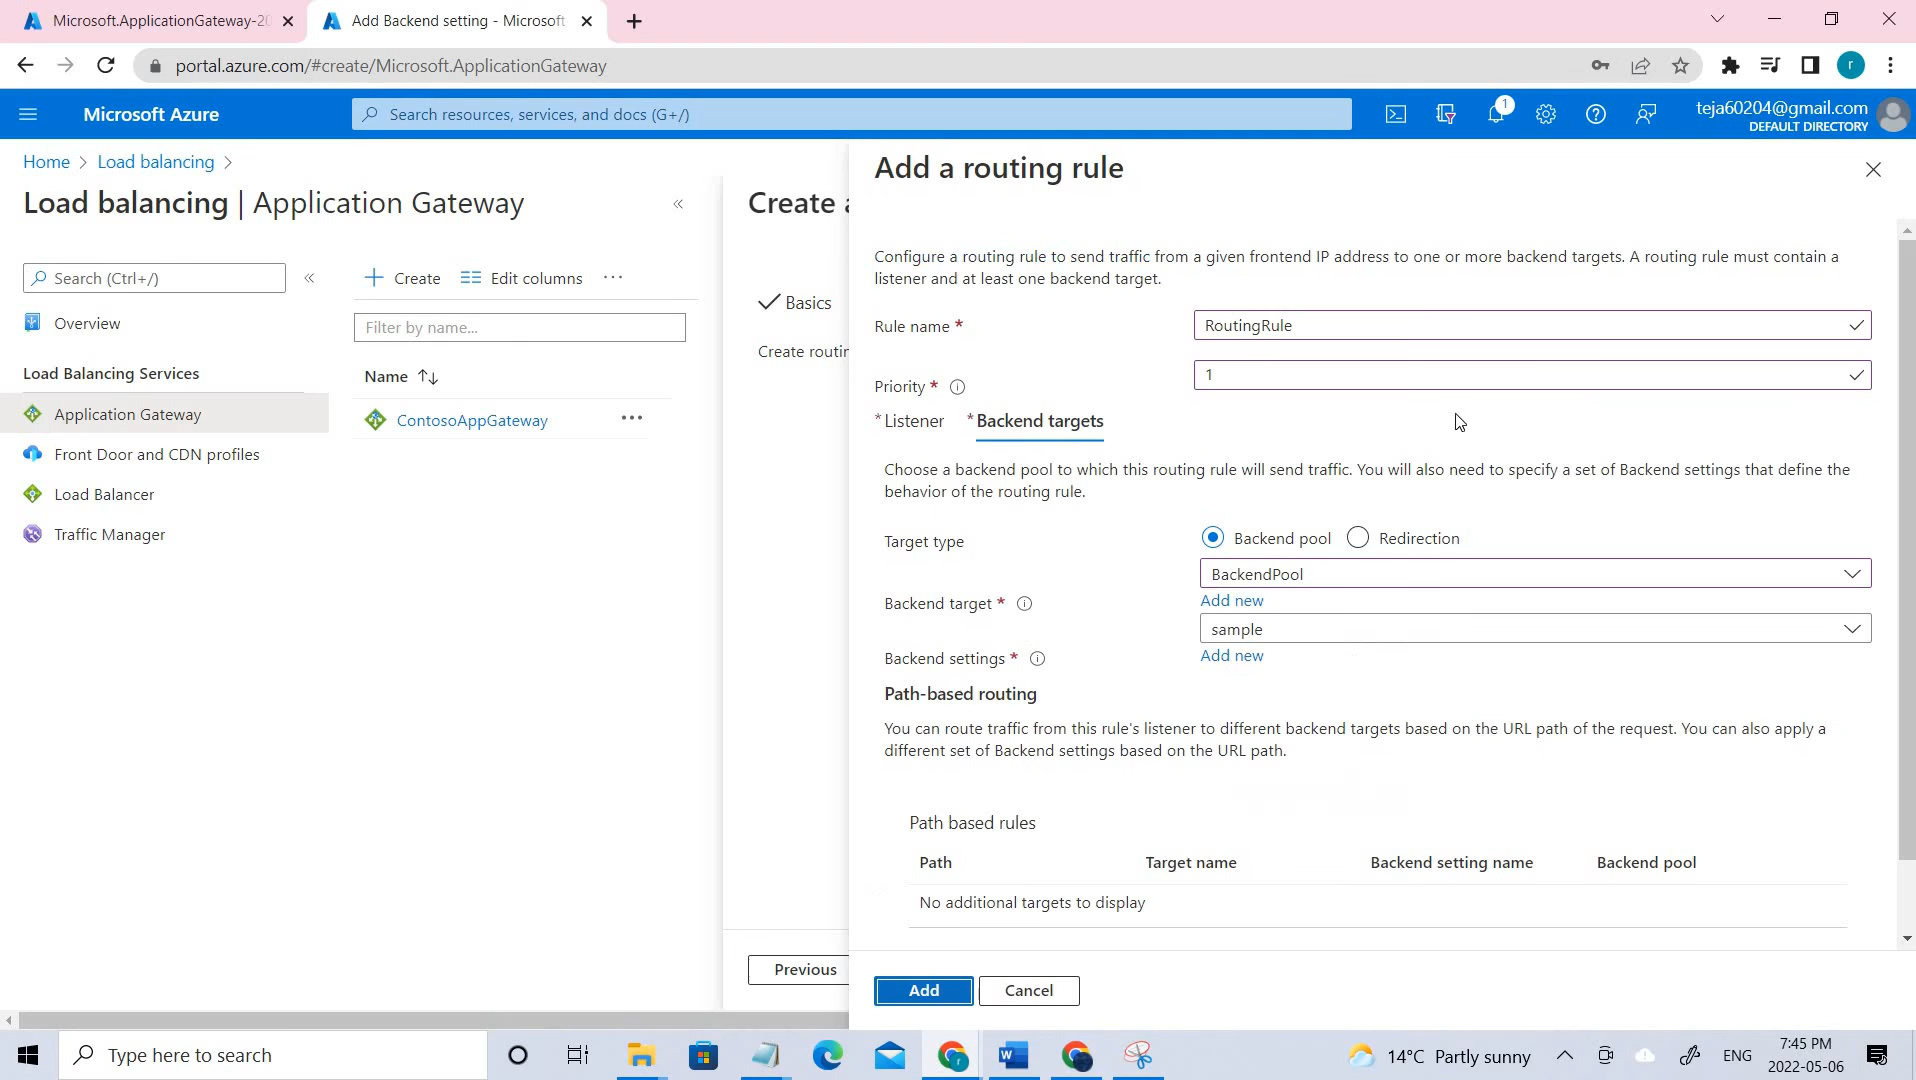 Microsoft.ApplicationGateway-20
Add Backend setting - Microsoft
portal.azure.com/#create/Microsoft.ApplicationGateway
r
Microsoft Azure
Search resources, services, and docs (G+/)
1
teja60204@gmail.com
DEFAULT DIRECTORY
Home > Load balancing >
Load balancing | Application Gateway
«
Search (Ctrl+/)
«
Overview
Load Balancing Services
Application Gateway
Front Door and CDN profiles
Load Balancer
Traffic Manager
+ Create Edit columns ...
Filter by name...
Name ↑↓
ContosoAppGateway ...
Create a
Basics
Create routin
Previous
Add a routing rule
Configure a routing rule to send traffic from a given frontend IP address to one or more backend targets. A routing rule must contain a
listener and at least one backend target.
Rule name *
RoutingRule
Priority *
1
* Listener * Backend targets
Choose a backend pool to which this routing rule will send traffic. You will also need to specify a set of Backend settings that define the
behavior of the routing rule.
Target type
Backend pool Redirection
BackendPool
Backend target *
Add new
sample
Backend settings *
Add new
Path-based routing
You can route traffic from this rule's listener to different backend targets based on the URL path of the request. You can also apply a
different set of Backend settings based on the URL path.
Path based rules
Path Target name Backend setting name Backend pool
No additional targets to display
Add Cancel
Type here to search
14°C Partly sunny
ENG
7:45 PM
2022-05-06